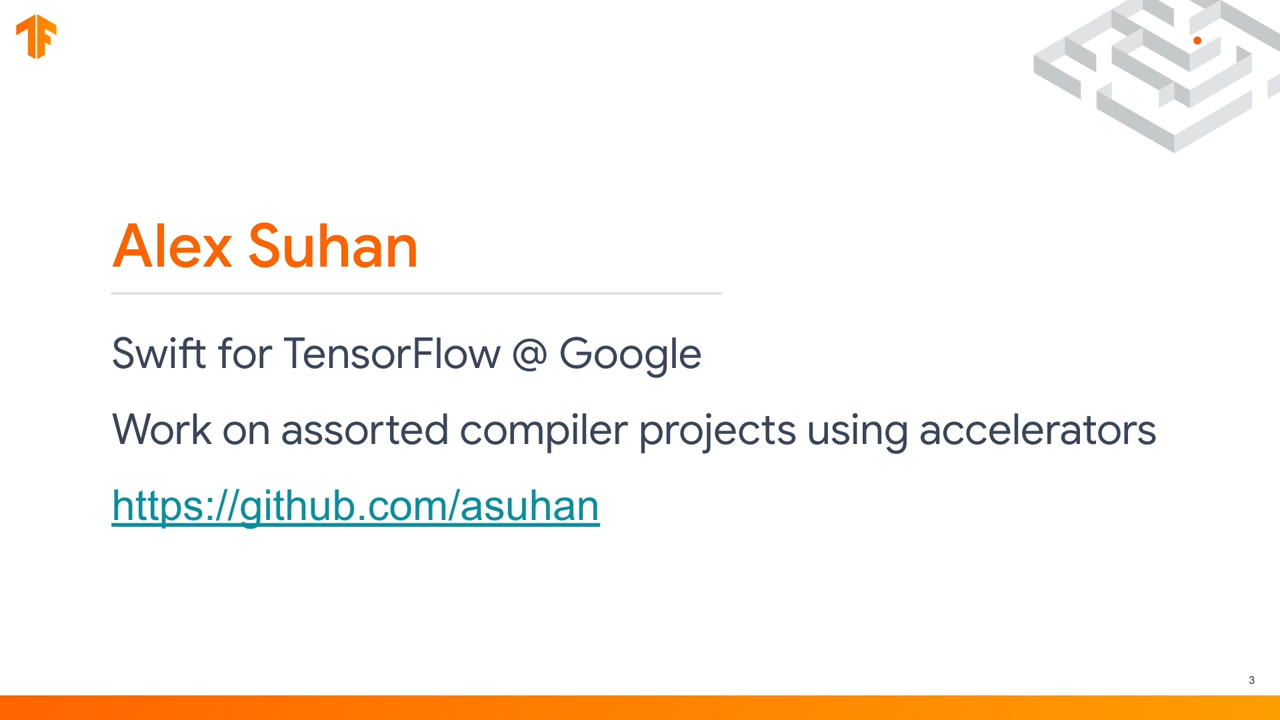 Alex Suhan
Swift for TensorFlow @ Google
Work on assorted compiler projects using accelerators
https://github.com/asuhan
3